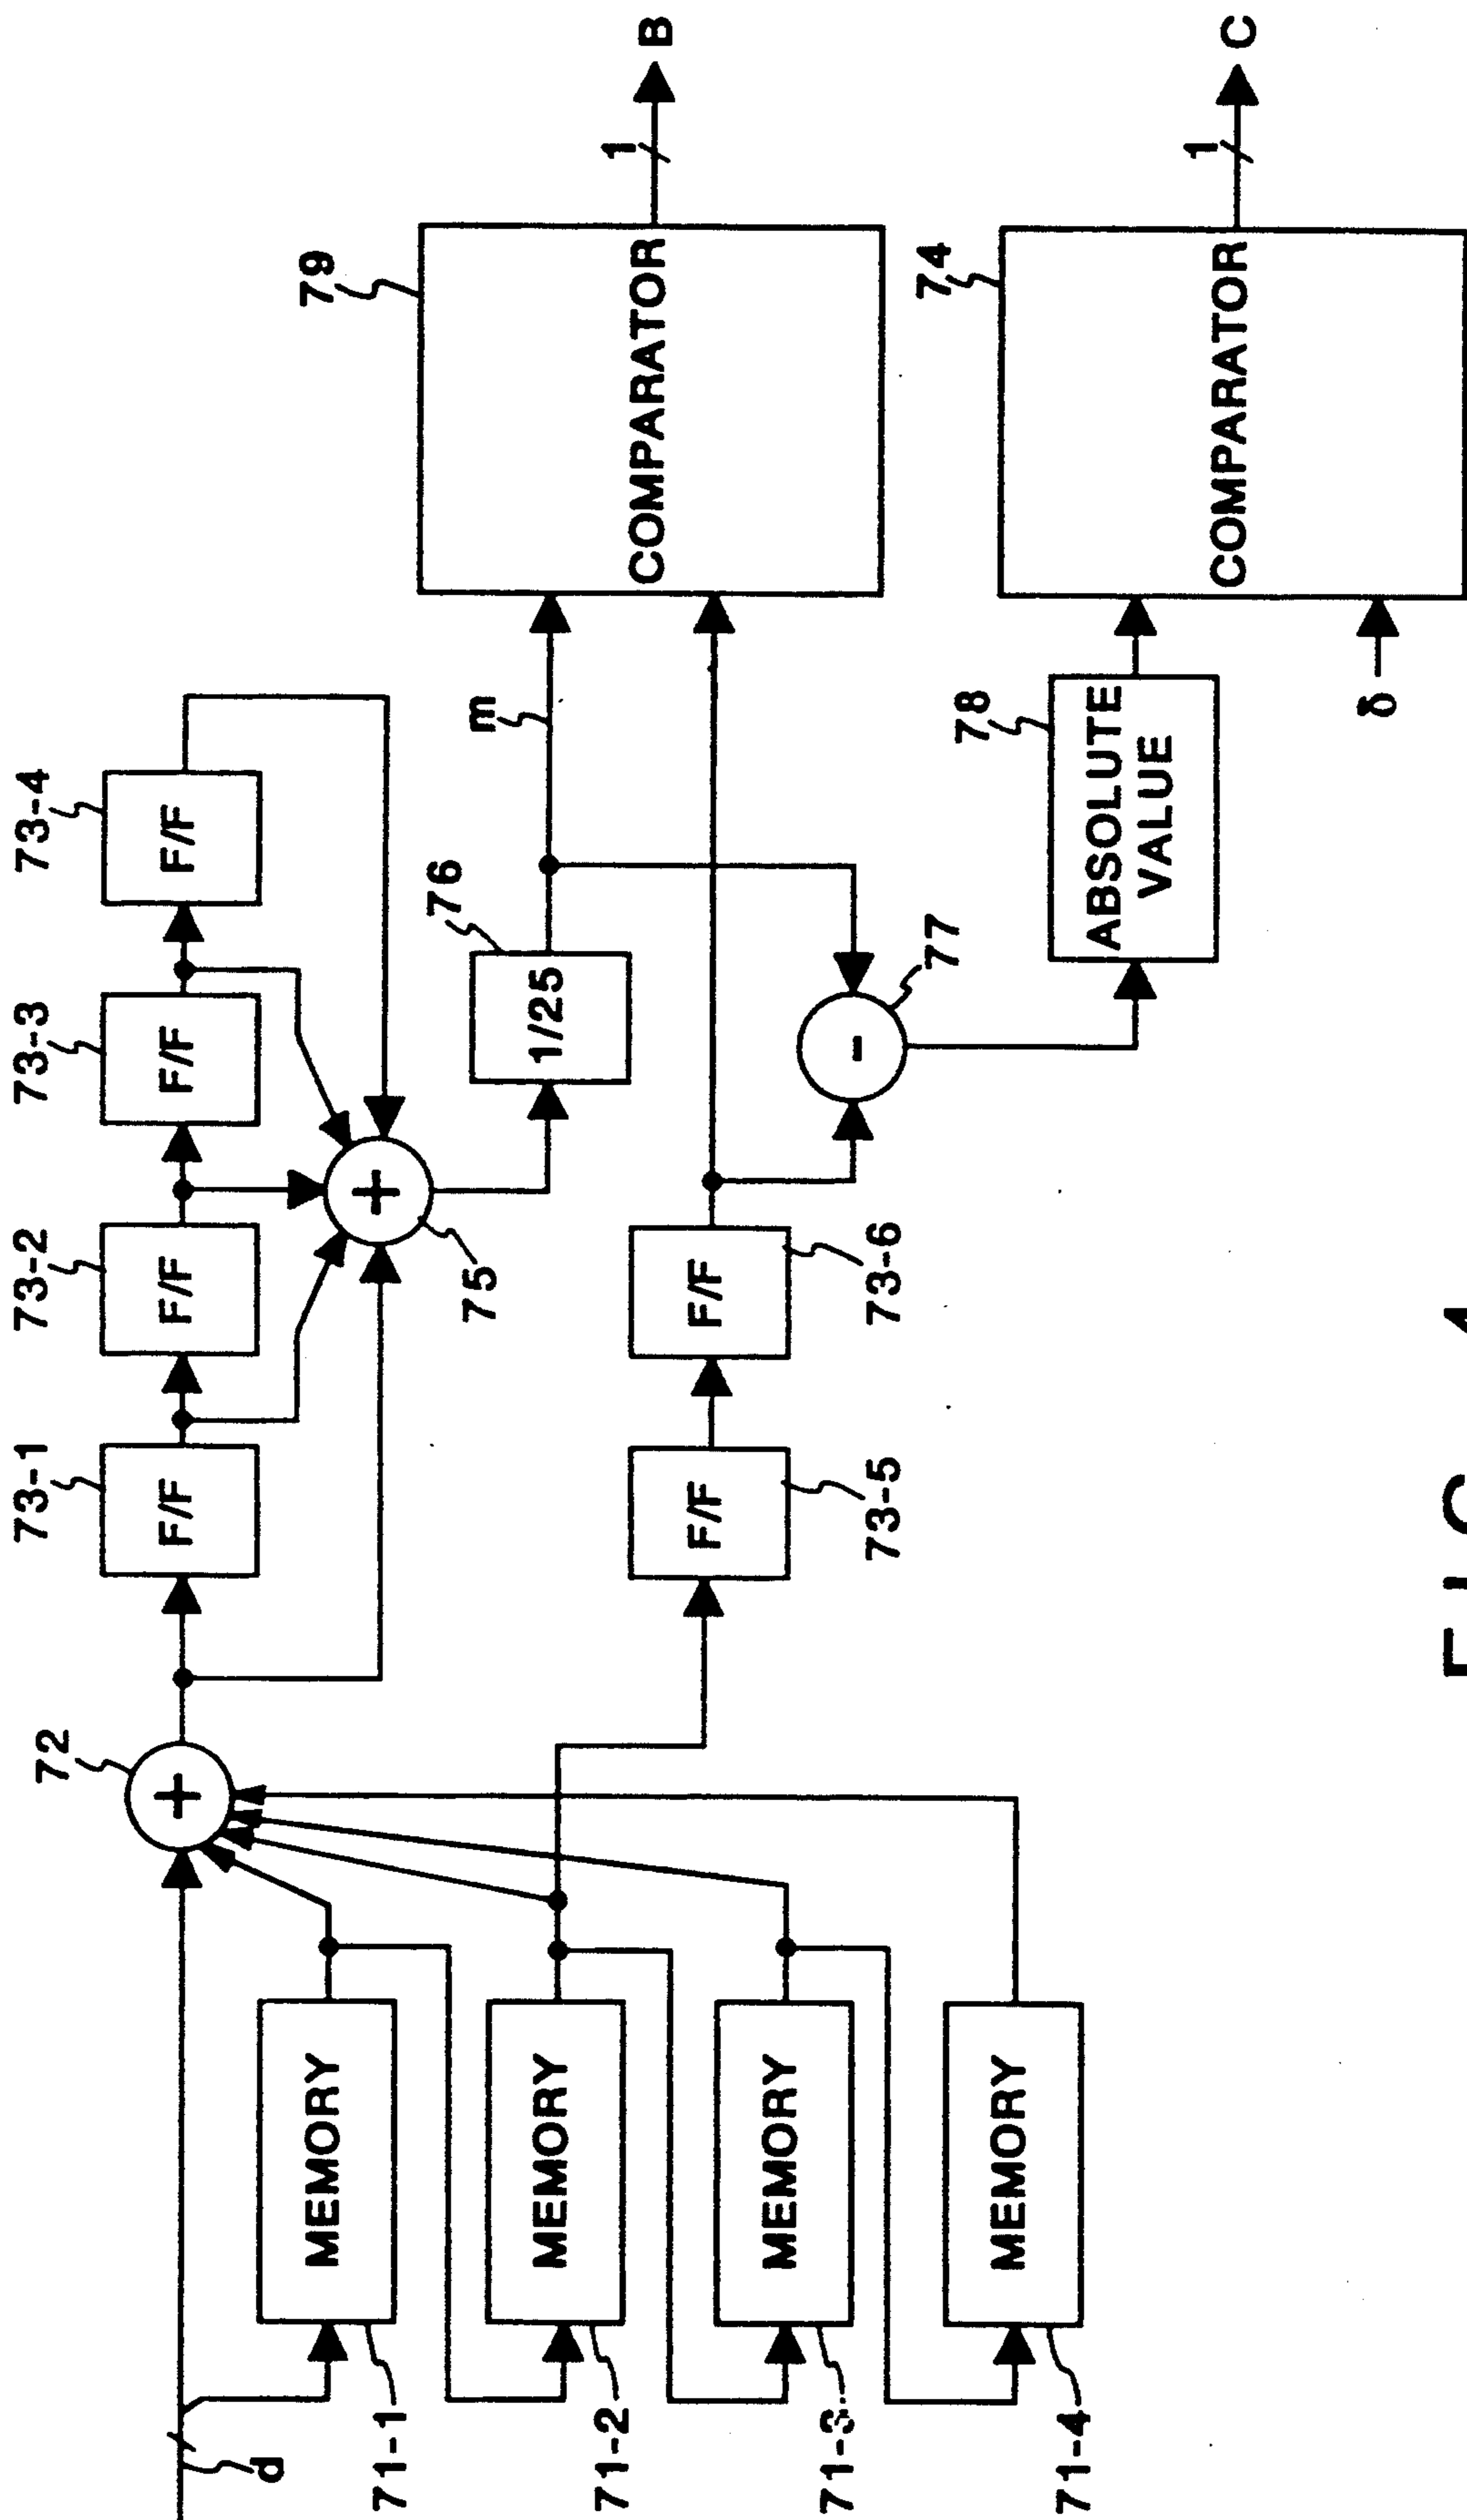 d
71-1
MEMORY
71-2
MEMORY
71-3
MEMORY
71-4
MEMORY
72
+
73-1
F/F
73-2
F/F
73-3
F/F
73-4
F/F
75
+
76
1/25
m
73-5
F/F
73-6
F/F
77
-
78
ABSOLUTE
VALUE
δ
79
COMPARATOR
1
B
74
COMPARATOR
1
C